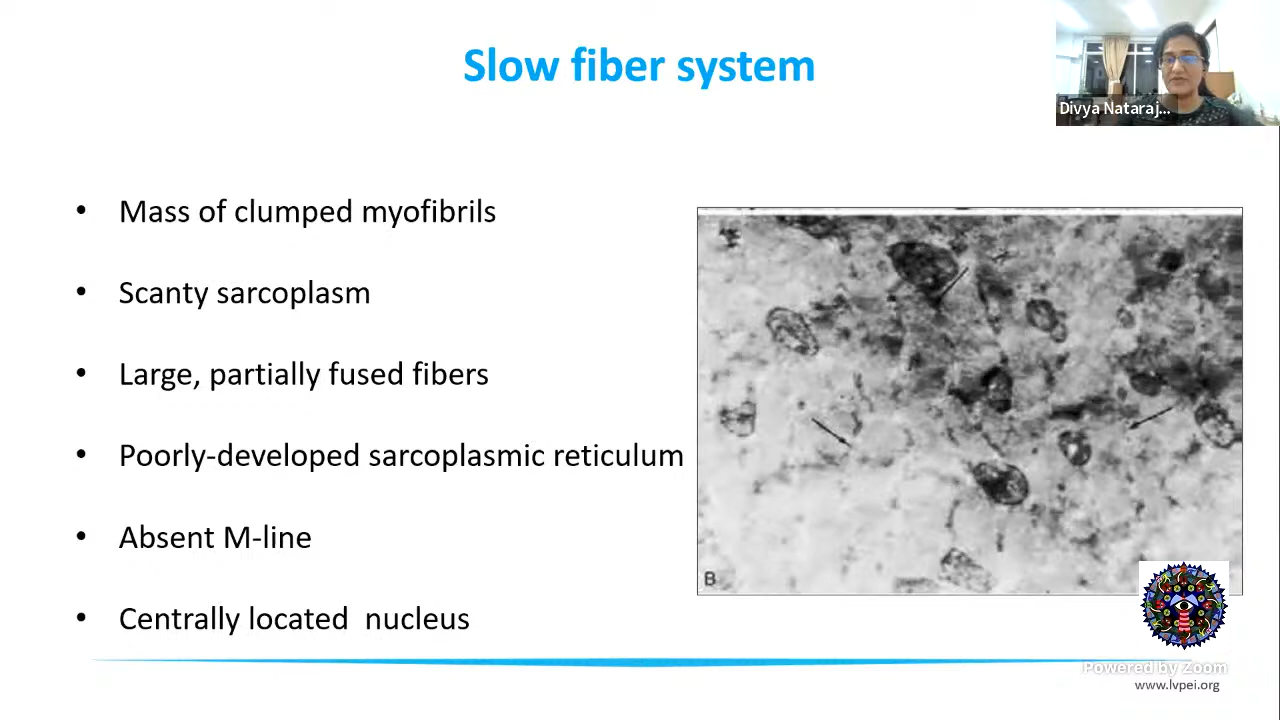 Slow fiber system
Divya Nataraj...
• Mass of clumped myofibrils
• Scanty sarcoplasm
• Large, partially fused fibers
• Poorly-developed sarcoplasmic reticulum
• Absent M-line
• Centrally located  nucleus
B
Powered by Zoom
www.lvpei.org